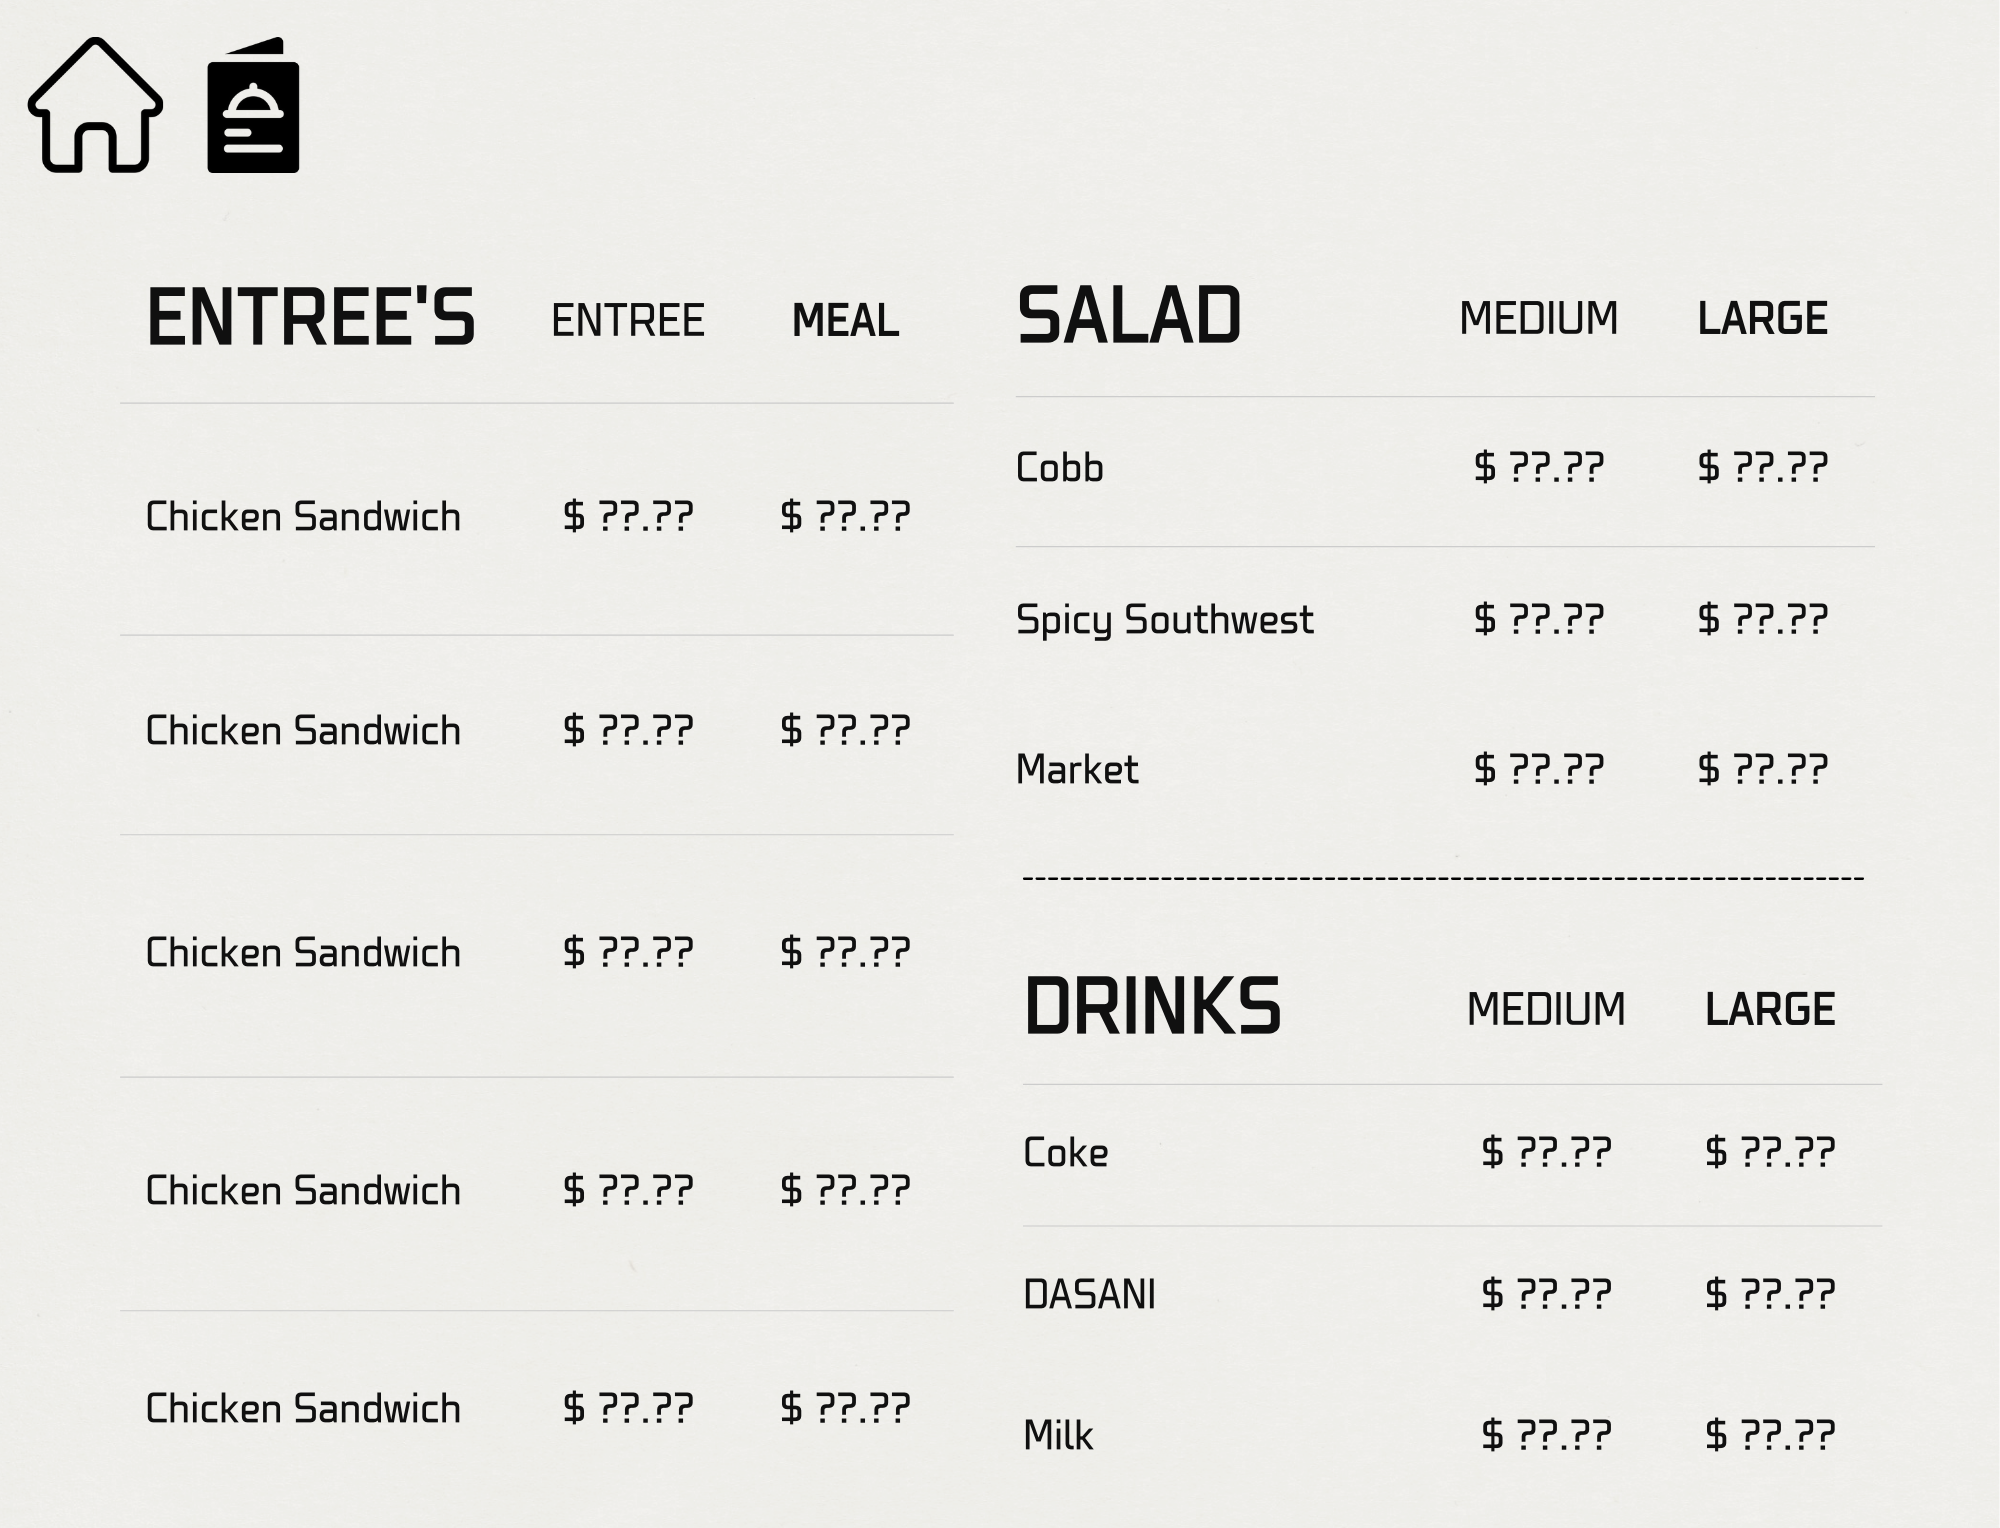 ENTREE'S ENTREE MEAL
Chicken Sandwich $ ??.?? $ ??.??
Chicken Sandwich $ ??.?? $ ??.??
Chicken Sandwich $ ??.?? $ ??.??
Chicken Sandwich $ ??.?? $ ??.??
Chicken Sandwich $ ??.?? $ ??.??
SALAD MEDIUM LARGE
Cobb $ ??.?? $ ??.??
Spicy Southwest $ ??.?? $ ??.??
Market $ ??.?? $ ??.??
DRINKS MEDIUM LARGE
Coke $ ??.?? $ ??.??
DASANI $ ??.?? $ ??.??
Milk $ ??.?? $ ??.??